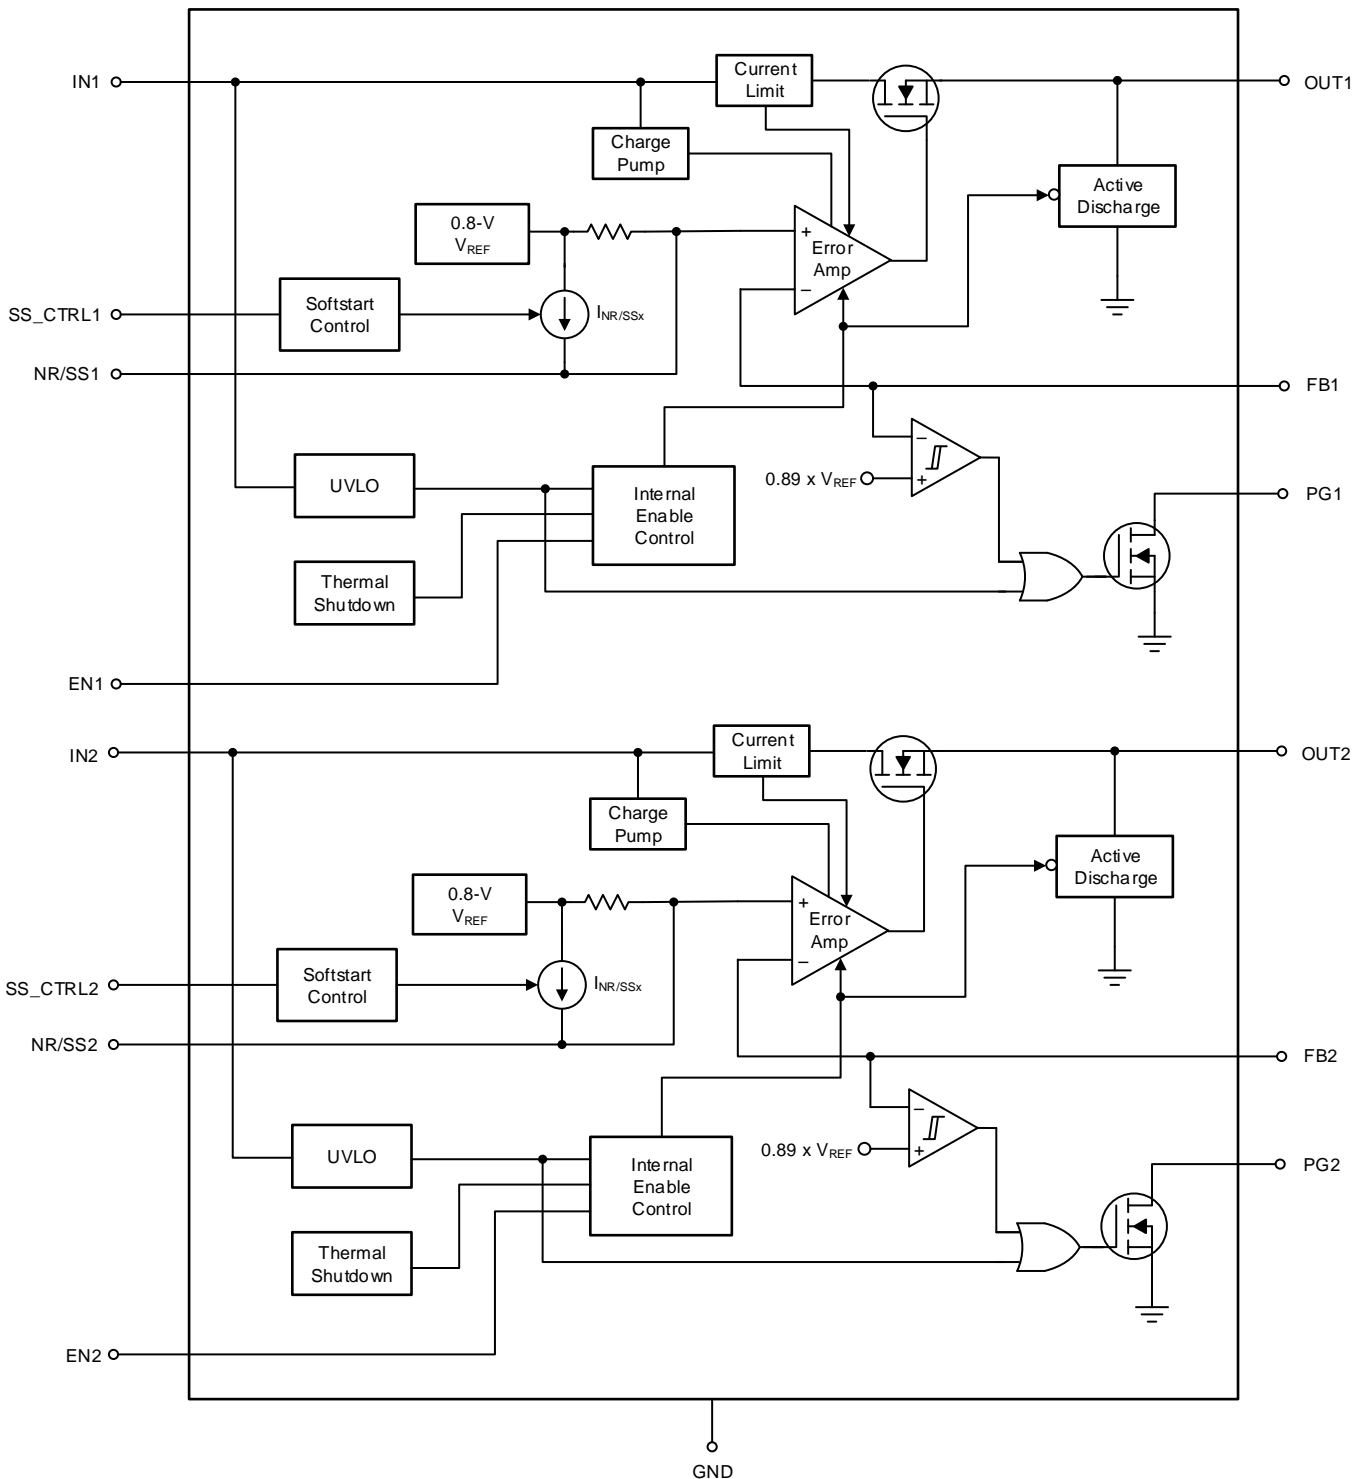 IN1
Current
Limit
OUT1
Charge
Pump
Active
Discharge
0.8-V
VREF
+
Error
Amp
−
SS_CTRL1
Softstart
Control
INR/SSx
NR/SS1
FB1
UVLO
Internal
Enable
Control
−
0.89 x VREF
+
PG1
Thermal
Shutdown
EN1
IN2
Current
Limit
OUT2
Charge
Pump
Active
Discharge
0.8-V
VREF
+
Error
Amp
−
SS_CTRL2
Softstart
Control
INR/SSx
NR/SS2
FB2
UVLO
Internal
Enable
Control
−
0.89 x VREF
+
PG2
Thermal
Shutdown
EN2
GND